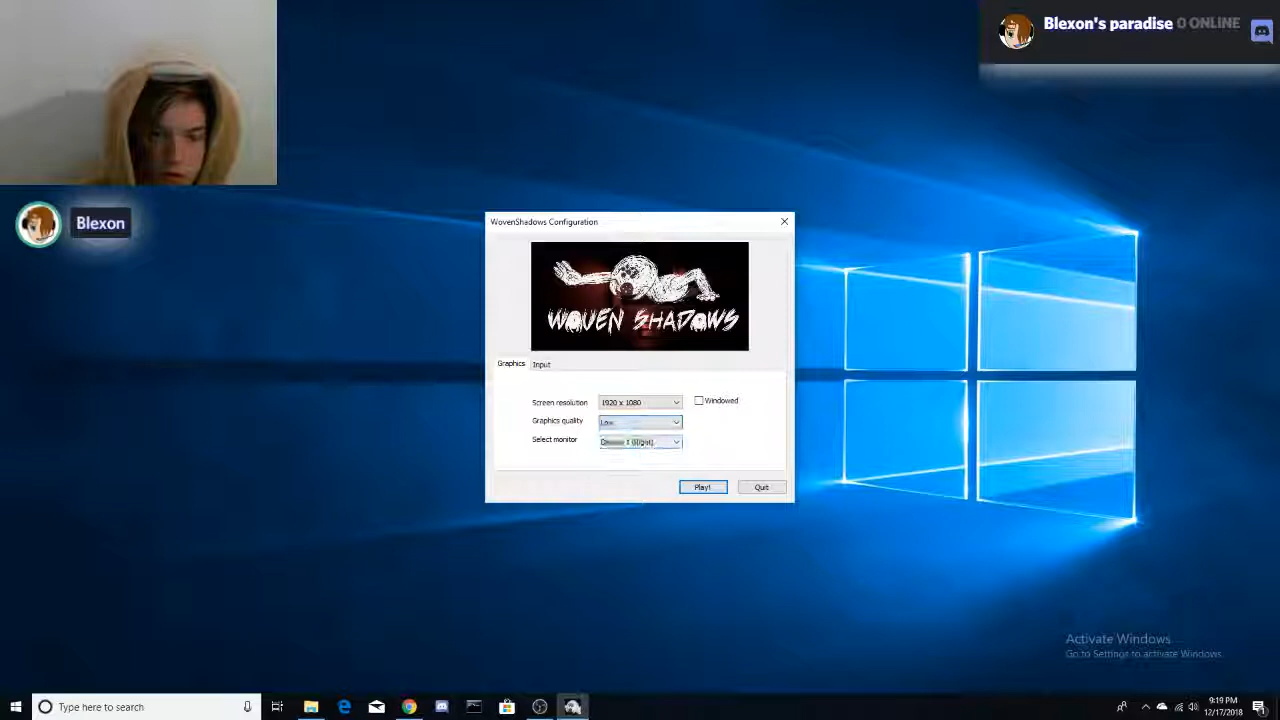 Blexon's paradise 0 ONLINE
Blexon
WovenShadows Configuration
WOVEN SHADOWS
Graphics
Input
Screen resolution
1920 x 1080
Windowed
Graphics quality
Low
Select monitor
Play!
Quit
Activate Windows
Go to Settings to activate Windows.
Type here to search
9:19 PM
12/17/2018